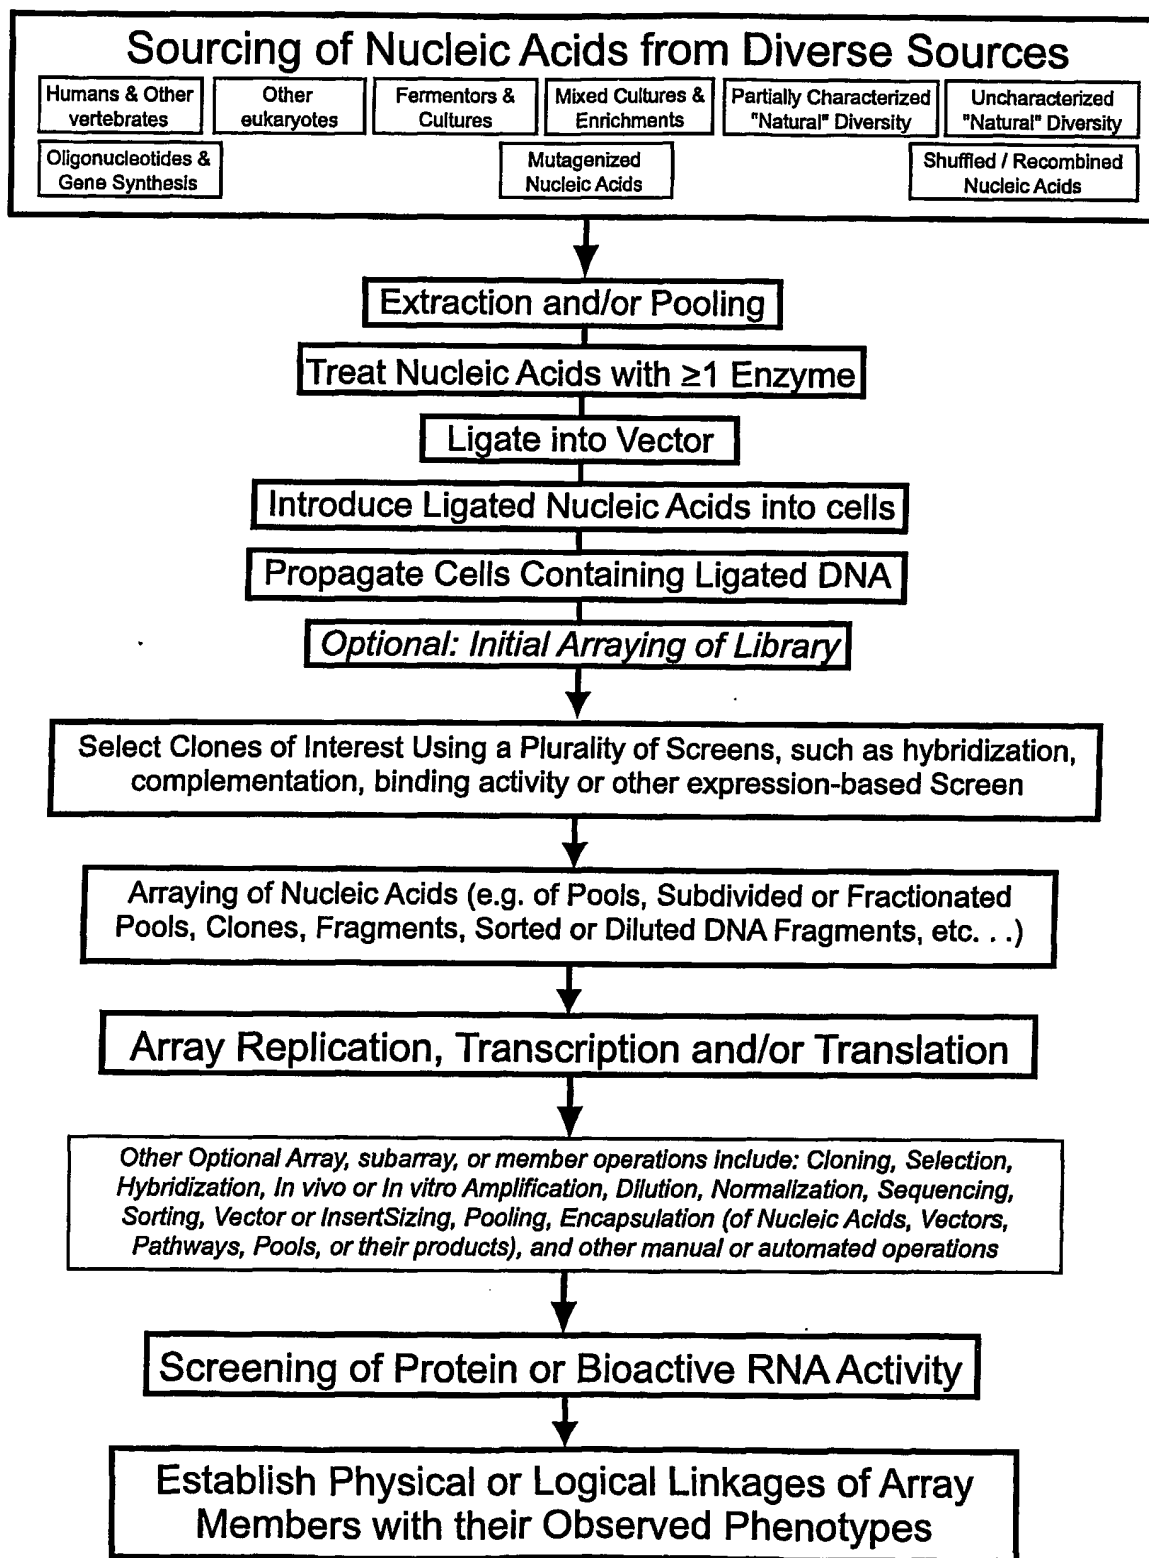 Sourcing of Nucleic Acids from Diverse Sources
Humans & Other
vertebrates
Other
eukaryotes
Fermentors &
Cultures
Mixed Cultures &
Enrichments
Partially Characterized
"Natural" Diversity
Uncharacterized
"Natural" Diversity
Oligonucleotides &
Gene Synthesis
Mutagenized
Nucleic Acids
Shuffled / Recombined
Nucleic Acids
Extraction and/or Pooling
Treat Nucleic Acids with ≥1 Enzyme
Ligate into Vector
Introduce Ligated Nucleic Acids into cells
Propagate Cells Containing Ligated DNA
Optional: Initial Arraying of Library
Select Clones of Interest Using a Plurality of Screens, such as hybridization,
complementation, binding activity or other expression-based Screen
Arraying of Nucleic Acids (e.g. of Pools, Subdivided or Fractionated
Pools, Clones, Fragments, Sorted or Diluted DNA Fragments, etc. . .)
Array Replication, Transcription and/or Translation
Other Optional Array, subarray, or member operations include: Cloning, Selection,
Hybridization, In vivo or In vitro Amplification, Dilution, Normalization, Sequencing,
Sorting, Vector or InsertSizing, Pooling, Encapsulation (of Nucleic Acids, Vectors,
Pathways, Pools, or their products), and other manual or automated operations
Screening of Protein or Bioactive RNA Activity
Establish Physical or Logical Linkages of Array
Members with their Observed Phenotypes